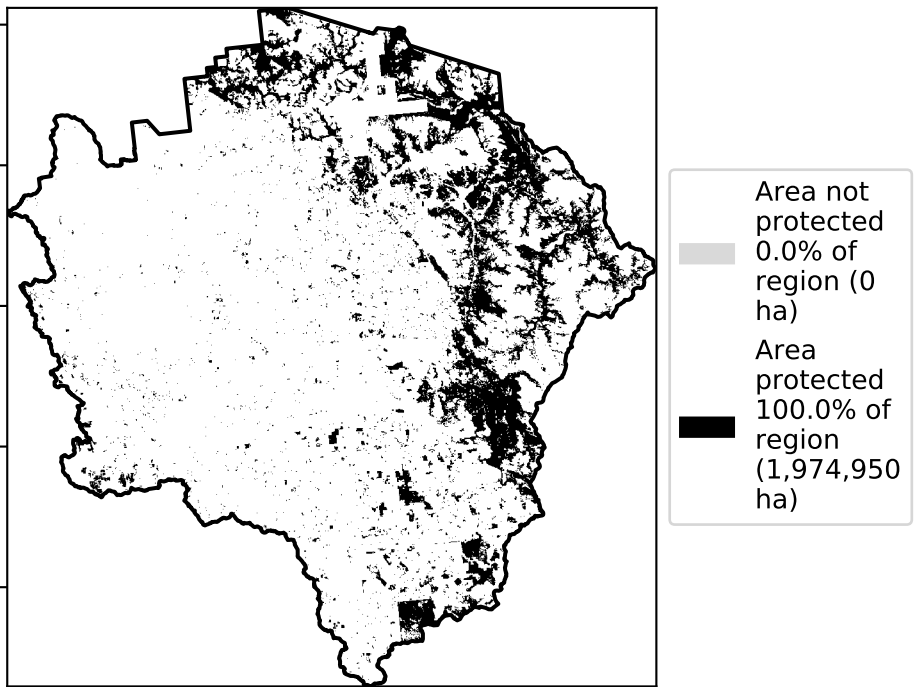 Area not
protected
0.0% of
region (0
ha)
Area
protected
100.0% of
region
(1,974,950
ha)